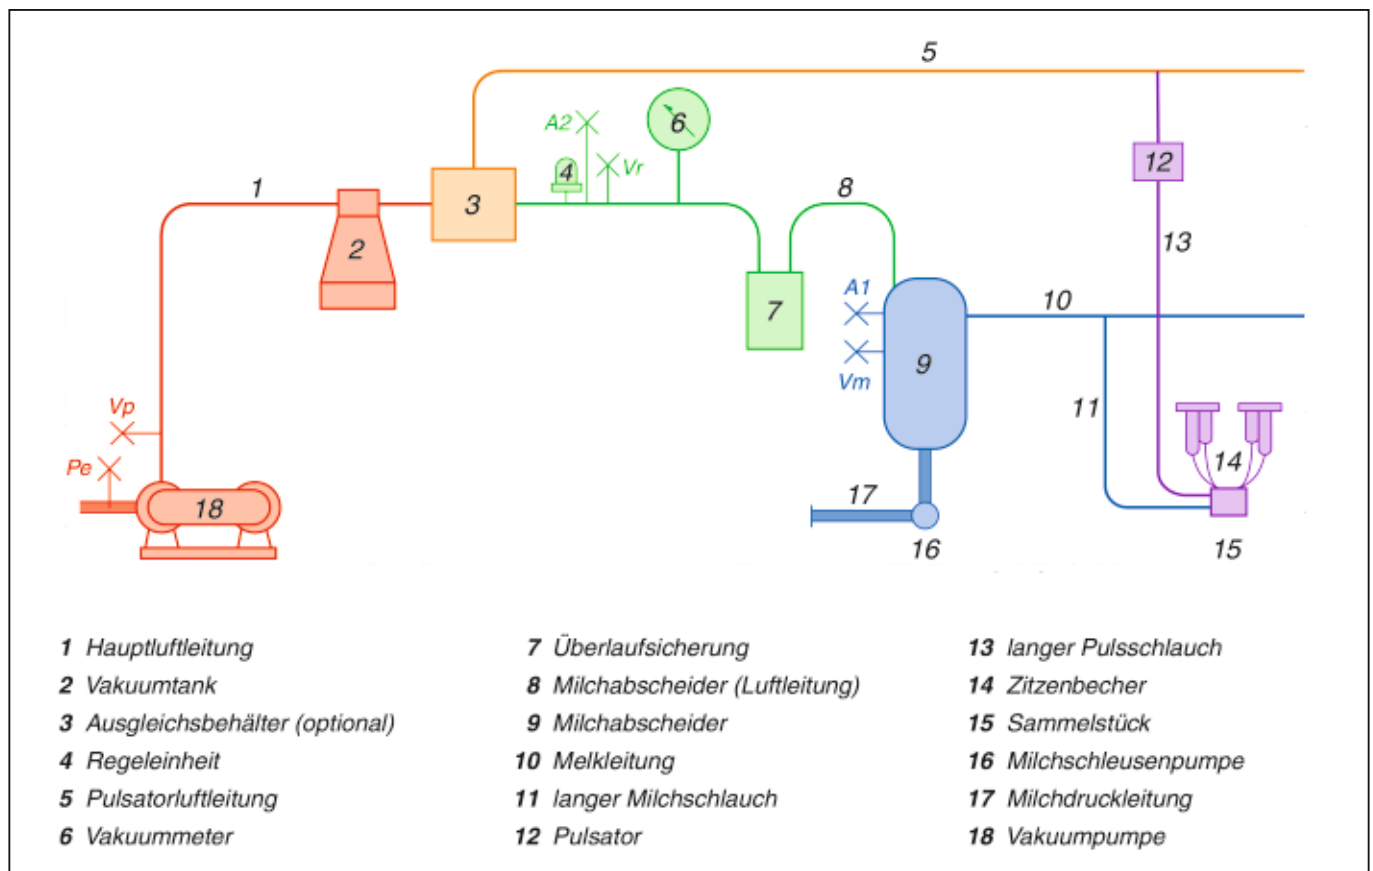 5
A2
6
4
Vr
12
1
8
3
2
13
A1
10
7
9
Vm
Vp
11
Pe
14
17
18
16
15
1 Hauptluftleitung
2 Vakuumtank
3 Ausgleichsbehälter (optional)
4 Regeleinheit
5 Pulsatorluftleitung
6 Vakuummeter
7 Überlaufsicherung
8 Milchabscheider (Luftleitung)
9 Milchabscheider
10 Melkleitung
11 langer Milchschlauch
12 Pulsator
13 langer Pulsschlauch
14 Zitzenbecher
15 Sammelstück
16 Milchschleusenpumpe
17 Milchdruckleitung
18 Vakuumpumpe